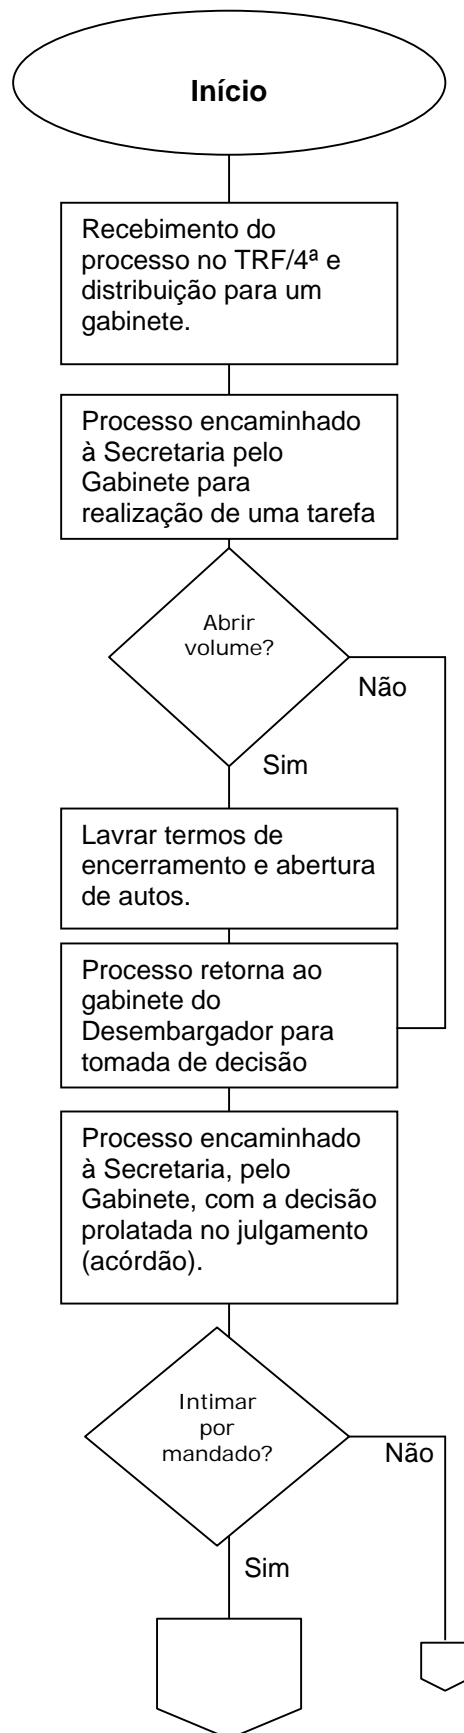 Início
Recebimento do
processo no TRF/4ª e
distribuição para um
gabinete.
Processo encaminhado
à Secretaria pelo
Gabinete para
realização de uma tarefa
Abrir
volume?
Não
Sim
Lavrar termos de
encerramento e abertura
de autos.
Processo retorna ao
gabinete do
Desembargador para
tomada de decisão
Processo encaminhado
à Secretaria, pelo
Gabinete, com a decisão
prolatada no julgamento
(acórdão).
Intimar
por
mandado?
Não
Sim